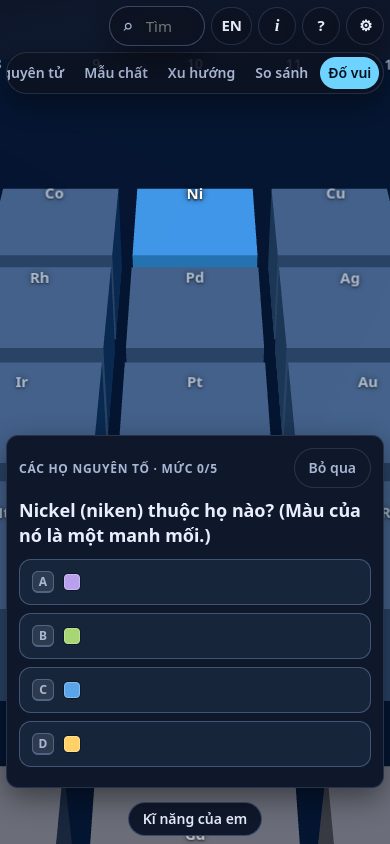 Tìm
EN
i
?
guyên tử
Mẫu chất
Xu hướng
So sánh
Đố vui
Co
Ni
Cu
Rh
Pd
Ag
Ir
Pt
Au
CÁC HỌ NGUYÊN TỐ · MỨC 0/5
Bỏ qua
Nickel (niken) thuộc họ nào? (Màu của
nó là một manh mối.)
A
B
C
D
Kĩ năng của em